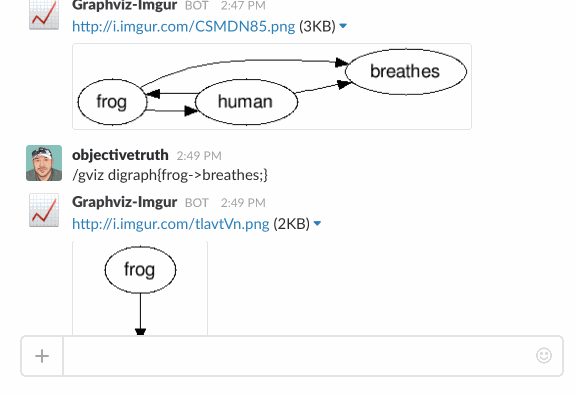 Graphviz-Imgur BOT 2:47 PM
http://i.imgur.com/CSMDN85.png (3KB)
breathes
frog human
objectivetruth 2:49 PM
/gviz digraph{frog->breathes;}
Graphviz-Imgur BOT 2:49 PM
http://i.imgur.com/tlavtVn.png (2KB)
frog